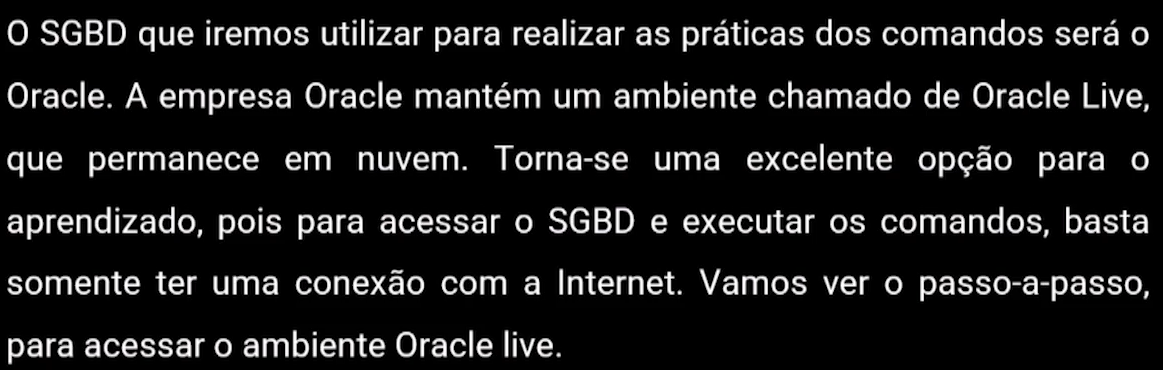 O SGBD que iremos utilizar para realizar as práticas dos comandos será o
Oracle. A empresa Oracle mantém um ambiente chamado de Oracle Live,
que permanece em nuvem. Torna-se uma excelente opção para o
aprendizado, pois para acessar o SGBD e executar os comandos, basta
somente ter uma conexão com a Internet. Vamos ver o passo-a-passo,
para acessar o ambiente Oracle live.